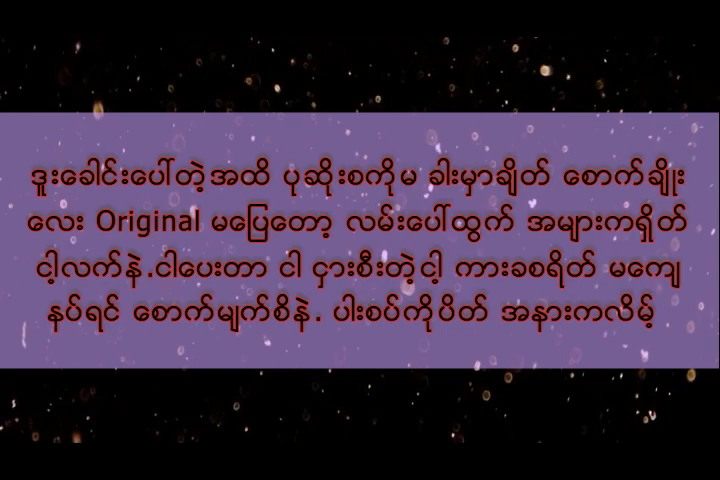 ဒူးခေါင်းပေါ်တဲ့အထိ ပုဆိုးစကိုမ ခါးမှာချိတ် စောက်ချိုး
လေး Original မပြေတော့ လမ်းပေါ်ထွက် အများကရှိတ်
ငါ့လက်နဲ့.ငါပေးတာ ငါ ငှားစီးတဲ့ငါ့ ကားခစရိတ် မကျေ
နပ်ရင် စောက်မျက်စိနဲ့. ပါးစပ်ကိုပိတ် အနားကလိမ့်